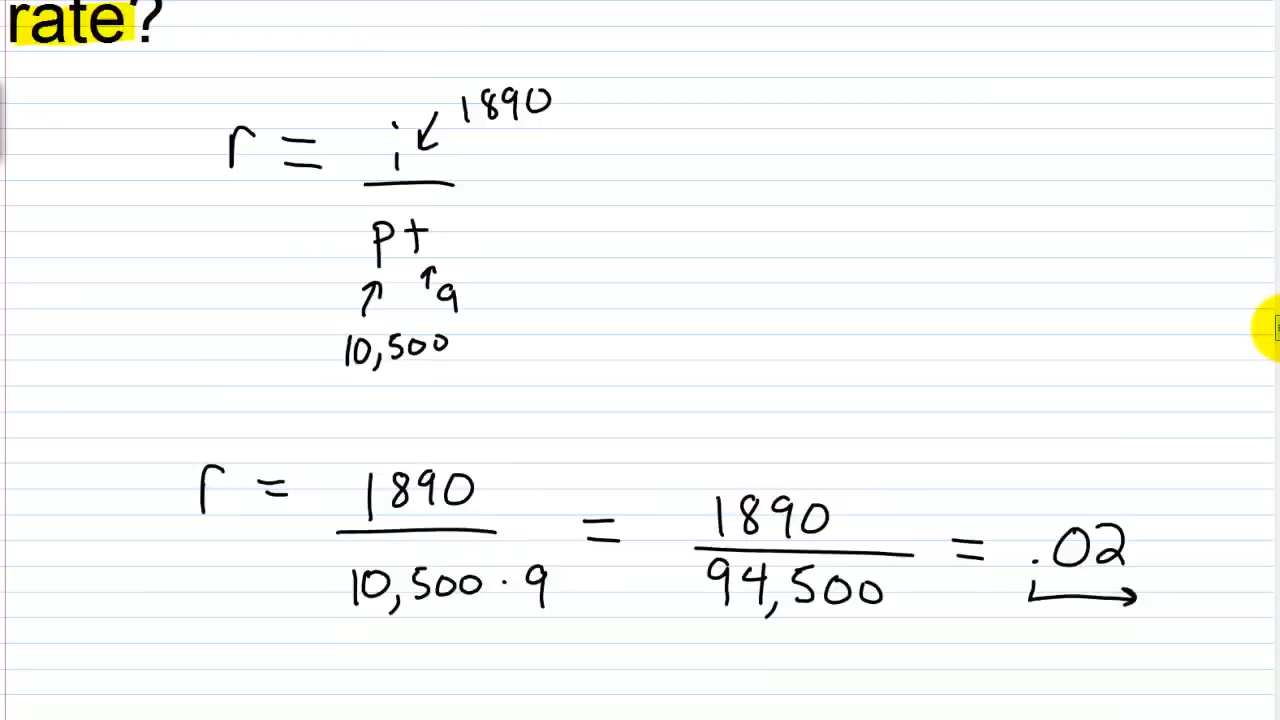 rate?
r = i 1890
pt
9
10,500
r = 1890 / 10,500 · 9 = 1890 / 94,500 = .02